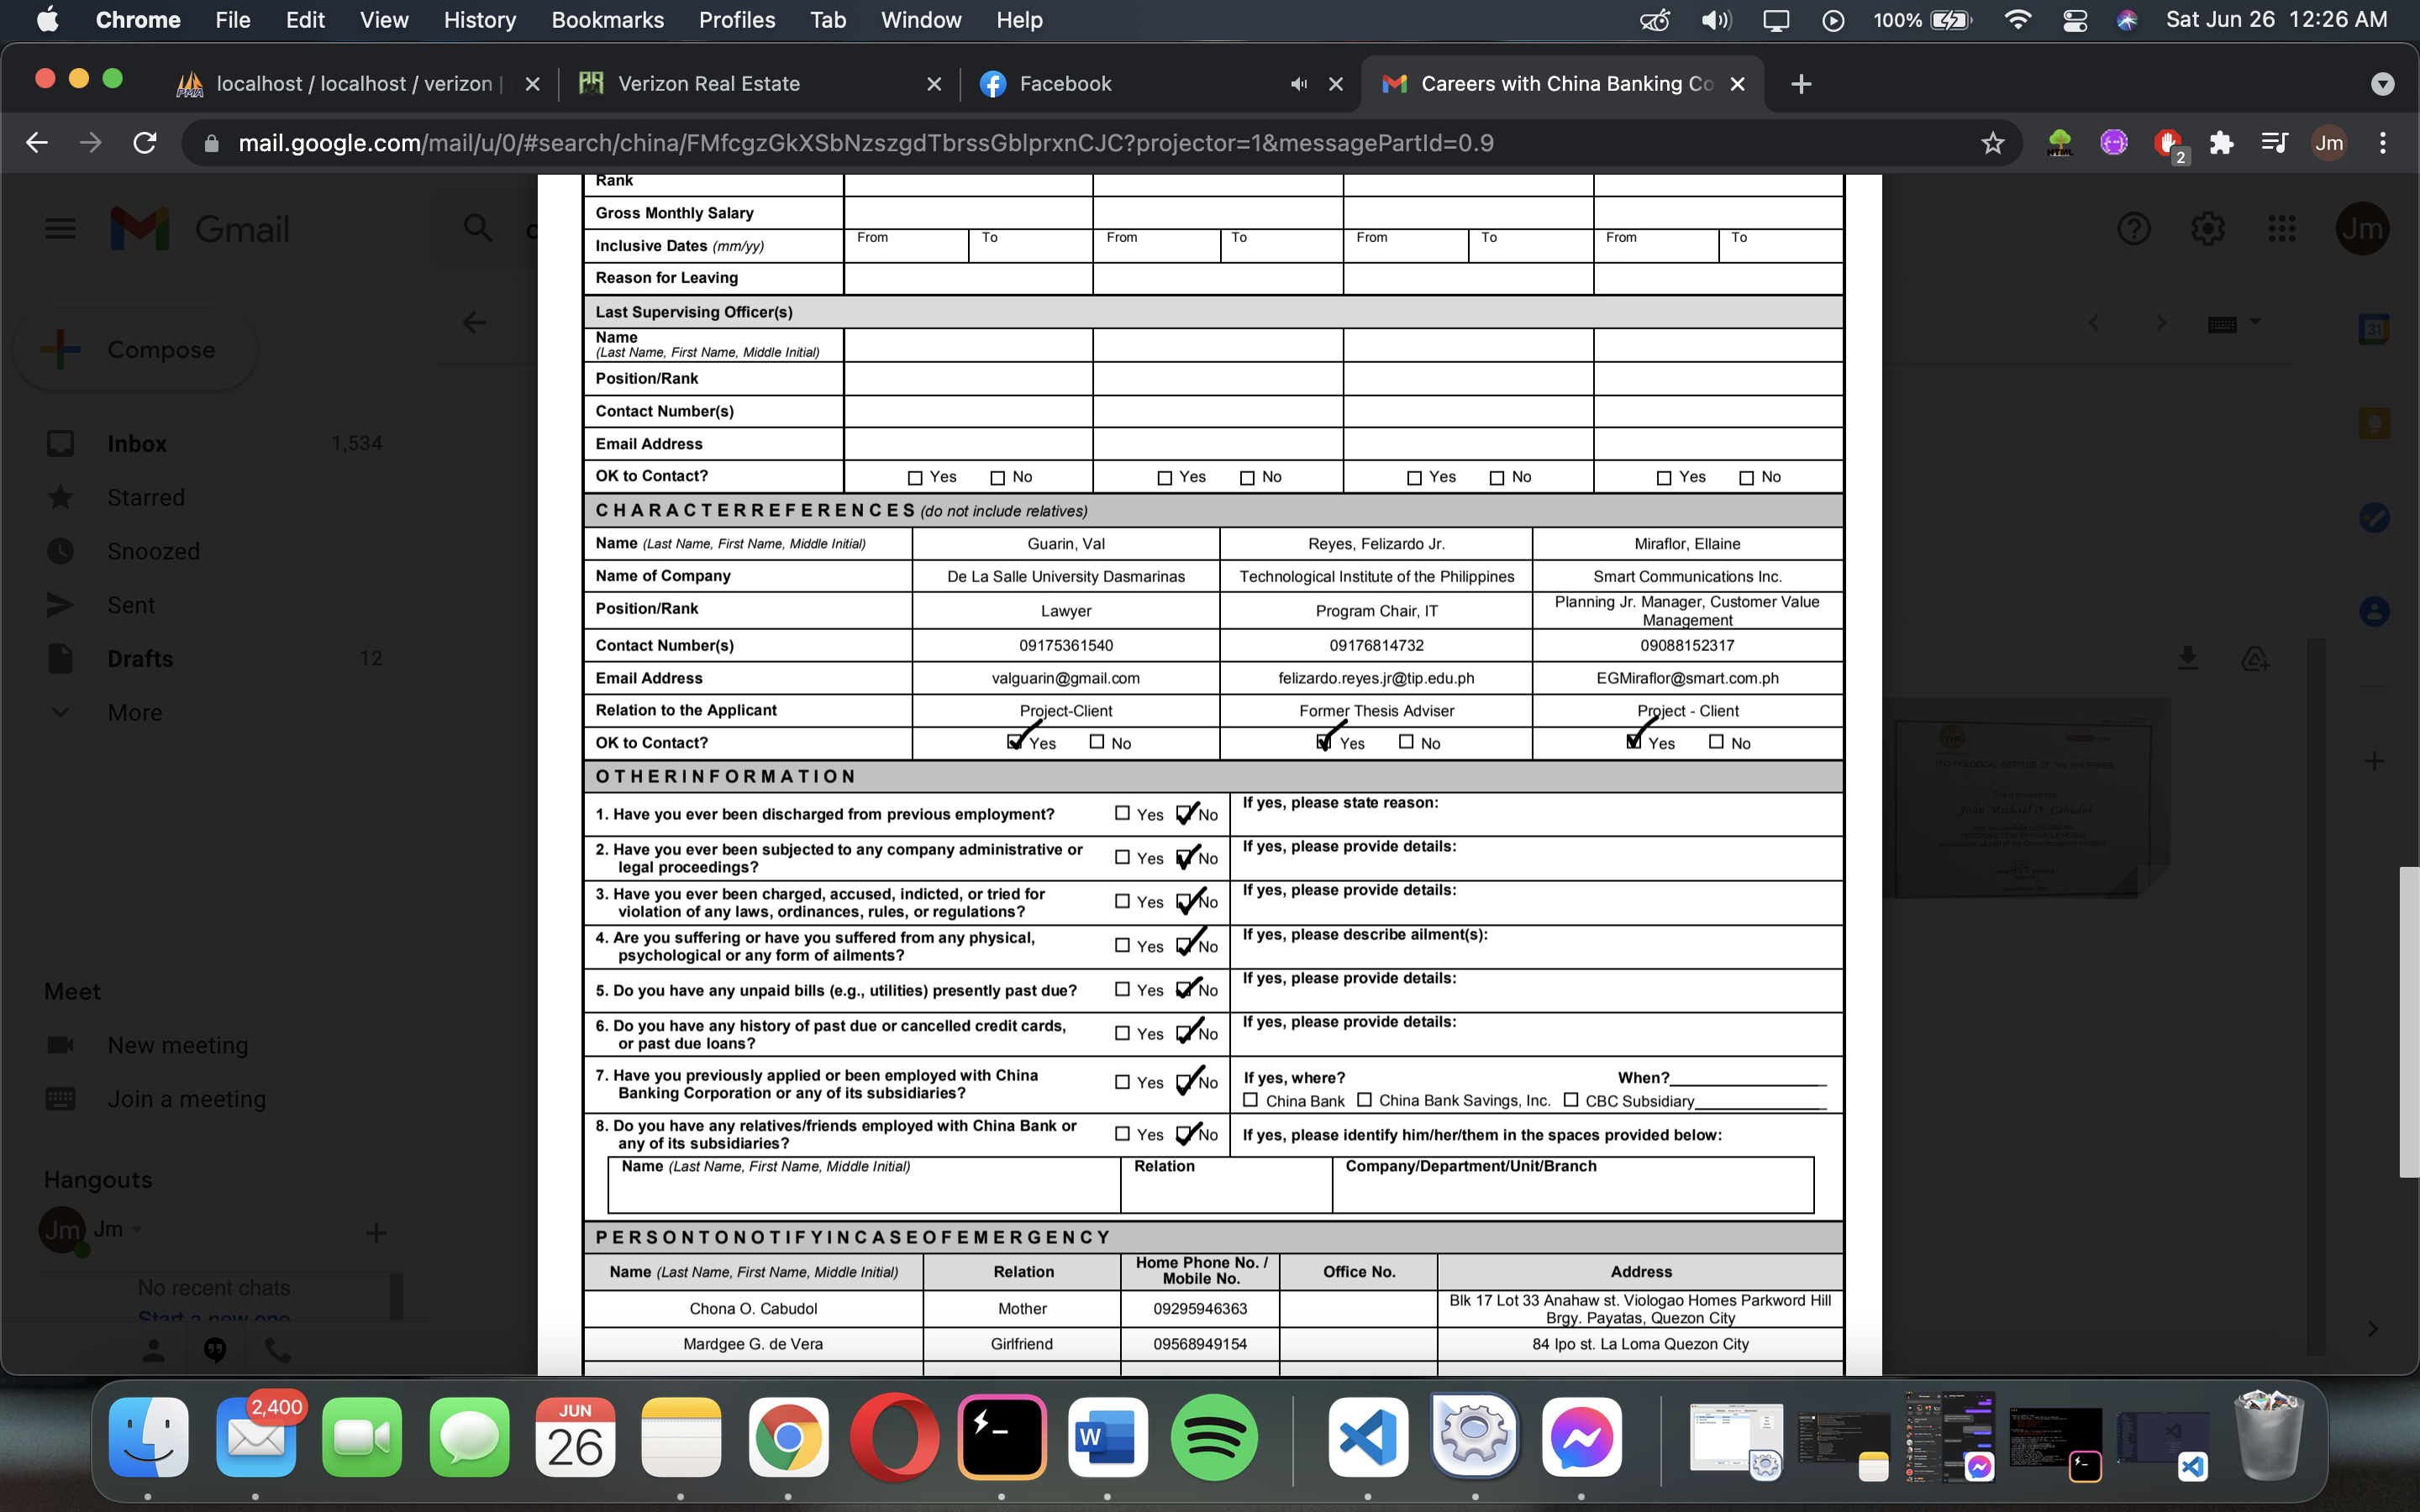 Chrome File Edit View History Bookmarks Profiles Tab Window Help 100% Sat Jun 26 12:26 AM
localhost / localhost / verizon | Verizon Real Estate Facebook Careers with China Banking Co
mail.google.com/mail/u/0/#search/china/FMfcgzGkXSbNzszgdTbrssGblprxnCJC?projector=1&messagePartId=0.9 2 Jm
Gmail
Jm
Compose
Inbox 1,534
Starred
Snoozed
Sent
Drafts 12
More
Meet
New meeting
Join a meeting
Hangouts
Jm Jm
No recent chats
Start a new one
Rank
Gross Monthly Salary
Inclusive Dates (mm/yy) From To From To From To From To
Reason for Leaving
Last Supervising Officer(s)
Name
(Last Name, First Name, Middle Initial)
Position/Rank
Contact Number(s)
Email Address
OK to Contact? Yes No Yes No Yes No Yes No
CHARACTERREFERENCES (do not include relatives)
Name (Last Name, First Name, Middle Initial) Guarin, Val Reyes, Felizardo Jr. Miraflor, Ellaine
Name of Company De La Salle University Dasmarinas Technological Institute of the Philippines Smart Communications Inc.
Position/Rank Lawyer Program Chair, IT Planning Jr. Manager, Customer Value
Management
Contact Number(s) 09175361540 09176814732 09088152317
Email Address valguarin@gmail.com felizardo.reyes.jr@tip.edu.ph EGMiraflor@smart.com.ph
Relation to the Applicant Project-Client Former Thesis Adviser Project - Client
OK to Contact? Yes No Yes No Yes No
OTHERINFORMATION
1. Have you ever been discharged from previous employment? Yes No If yes, please state reason:
2. Have you ever been subjected to any company administrative or
legal proceedings? Yes No If yes, please provide details:
3. Have you ever been charged, accused, indicted, or tried for
violation of any laws, ordinances, rules, or regulations? Yes No If yes, please provide details:
4. Are you suffering or have you suffered from any physical,
psychological or any form of ailments? Yes No If yes, please describe ailment(s):
5. Do you have any unpaid bills (e.g., utilities) presently past due? Yes No If yes, please provide details:
6. Do you have any history of past due or cancelled credit cards,
or past due loans? Yes No If yes, please provide details:
7. Have you previously applied or been employed with China
Banking Corporation or any of its subsidiaries? Yes No If yes, where? When?
China Bank China Bank Savings, Inc. CBC Subsidiary
8. Do you have any relatives/friends employed with China Bank or
any of its subsidiaries? Yes No If yes, please identify him/her/them in the spaces provided below:
Name (Last Name, First Name, Middle Initial) Relation Company/Department/Unit/Branch
PERSONTONOTIFYINCASEOFEMERGENCY
Name (Last Name, First Name, Middle Initial) Relation Home Phone No. /
Mobile No. Office No. Address
Chona O. Cabudol Mother 09295946363 Blk 17 Lot 33 Anahaw st. Viologao Homes Parkword Hill
Brgy. Payatas, Quezon City
Mardgee G. de Vera Girlfriend 09568949154 84 Ipo st. La Loma Quezon City
TECHNOLOGICAL INSTITUTE OF THE PHILIPPINES
John Michael O. Cabudol
31
2,400
JUN
26
W